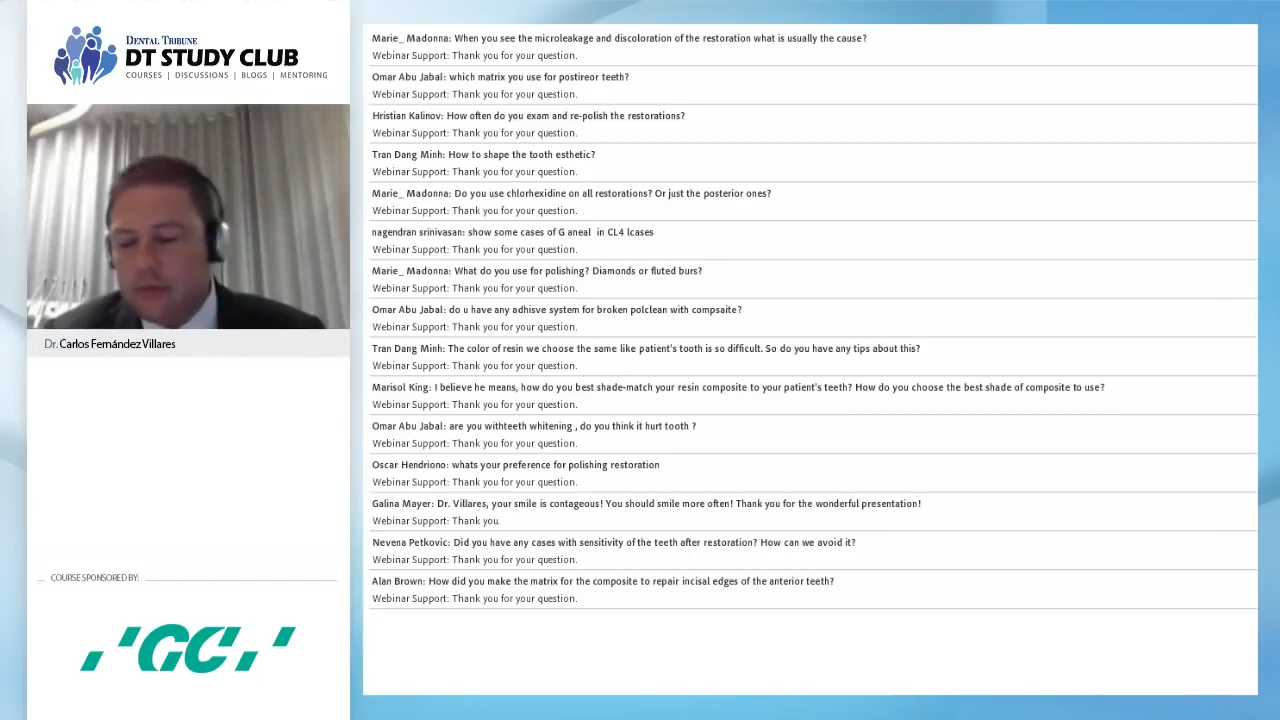 DENTAL TRIBUNE
DT STUDY CLUB
COURSES | DISCUSSIONS | BLOGS | MENTORING
Dr. Carlos Fernández Villares
COURSE SPONSORED BY:
GC
Marie_ Madonna: When you see the microleakage and discoloration of the restoration what is usually the cause?
Webinar Support: Thank you for your question.
Omar Abu Jabal: which matrix you use for postireor teeth?
Webinar Support: Thank you for your question.
Hristian Kalinov: How often do you exam and re-polish the restorations?
Webinar Support: Thank you for your question.
Tran Dang Minh: How to shape the tooth esthetic?
Webinar Support: Thank you for your question.
Marie_ Madonna: Do you use chlorhexidine on all restorations? Or just the posterior ones?
Webinar Support: Thank you for your question.
nagendran srinivasan: show some cases of G aneal in CL4 lcases
Webinar Support: Thank you for your question.
Marie_ Madonna: What do you use for polishing? Diamonds or fluted burs?
Webinar Support: Thank you for your question.
Omar Abu Jabal: do u have any adhisve system for broken polclean with compsaite?
Webinar Support: Thank you for your question.
Tran Dang Minh: The color of resin we choose the same like patient's tooth is so difficult. So do you have any tips about this?
Webinar Support: Thank you for your question.
Marisol King: I believe he means, how do you best shade-match your resin composite to your patient's teeth? How do you choose the best shade of composite to use?
Webinar Support: Thank you for your question.
Omar Abu Jabal: are you withteeth whitening , do you think it hurt tooth ?
Webinar Support: Thank you for your question.
Oscar Hendriono: whats your preference for polishing restoration
Webinar Support: Thank you for your question.
Galina Mayer: Dr. Villares, your smile is contageous! You should smile more often! Thank you for the wonderful presentation!
Webinar Support: Thank you.
Nevena Petkovic: Did you have any cases with sensitivity of the teeth after restoration? How can we avoid it?
Webinar Support: Thank you for your question.
Alan Brown: How did you make the matrix for the composite to repair incisal edges of the anterior teeth?
Webinar Support: Thank you for your question.